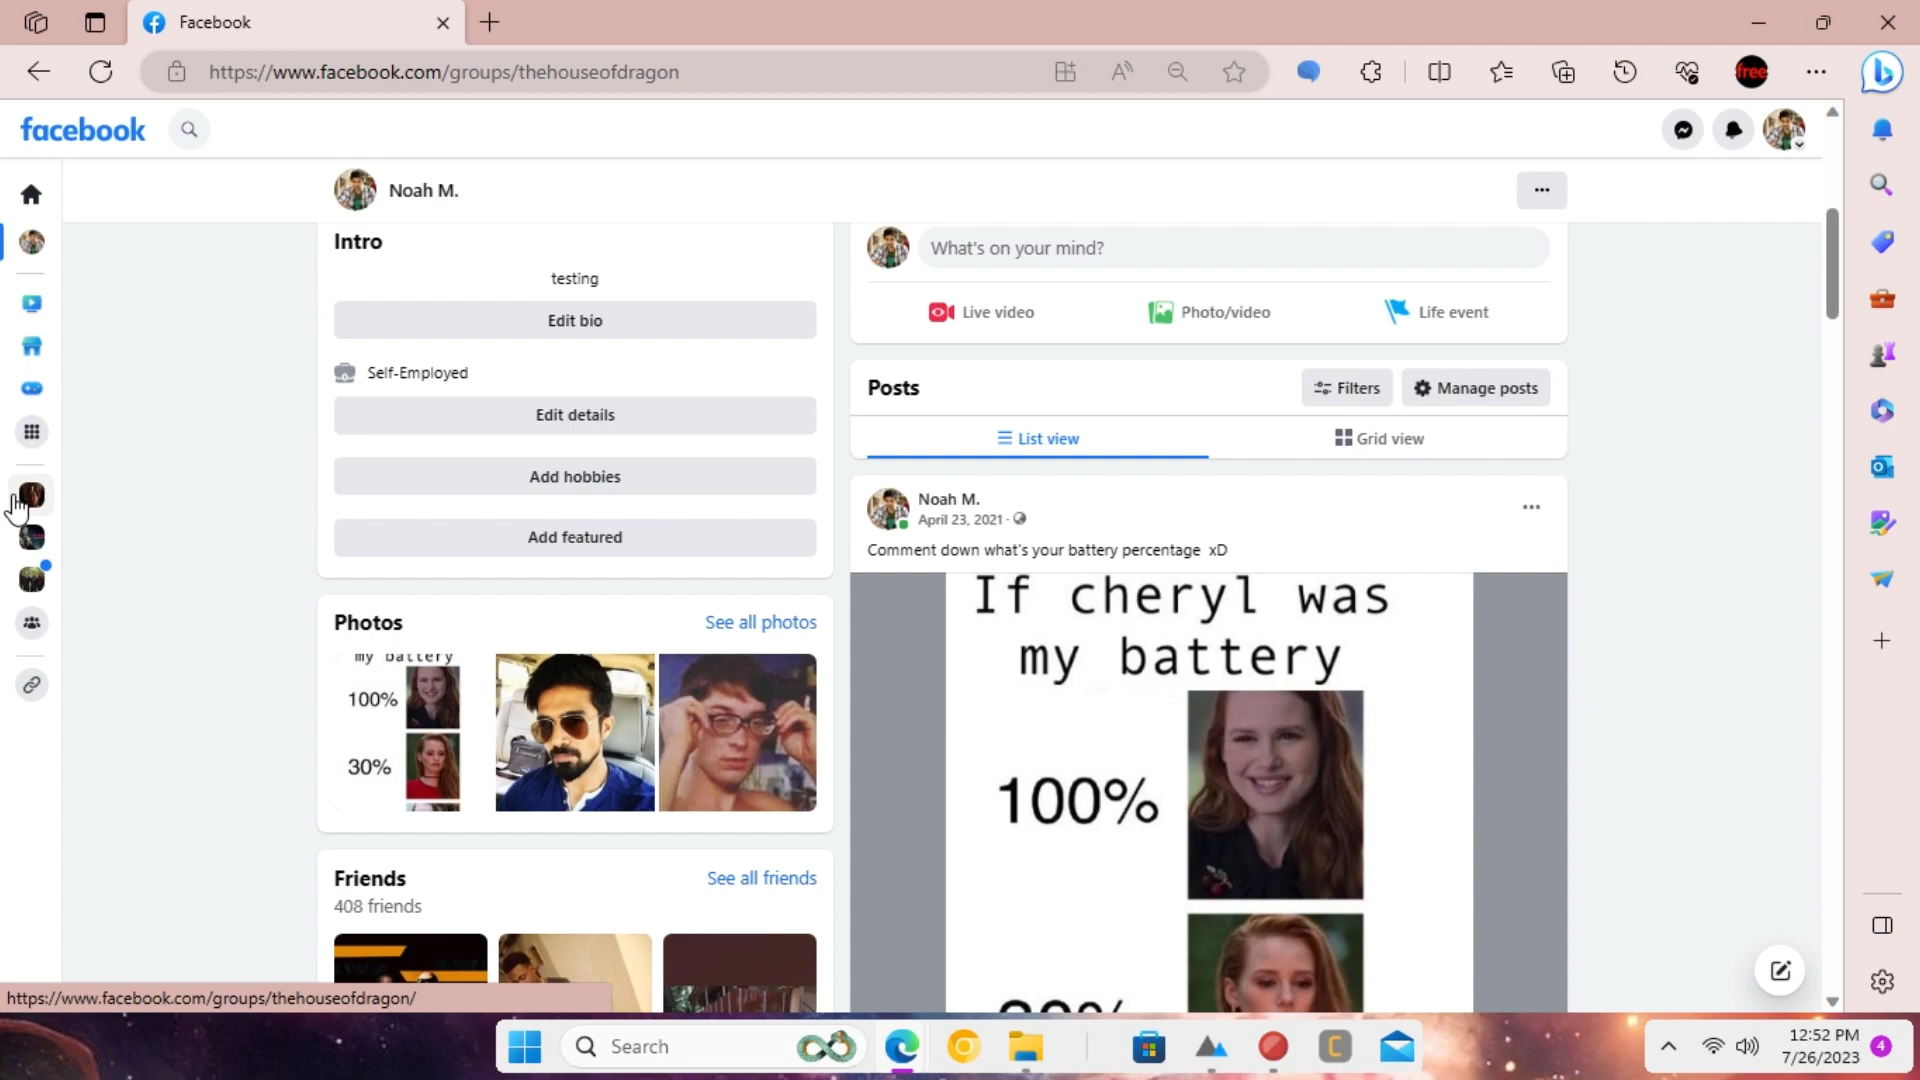 Facebook
https://www.facebook.com/groups/thehouseofdragon
free
facebook
Noah M.
Intro
testing
Edit bio
Self-Employed
Edit details
Add hobbies
Add featured
What's on your mind?
Live video
Photo/video
Life event
Posts
Filters
Manage posts
List view
Grid view
Noah M.
April 23, 2021 ·
Comment down what's your battery percentage xD
If cheryl was
my battery
100%
Photos
See all photos
my battery
100%
30%
Friends
See all friends
408 friends
https://www.facebook.com/groups/thehouseofdragon/
Search
12:52 PM
7/26/2023
4